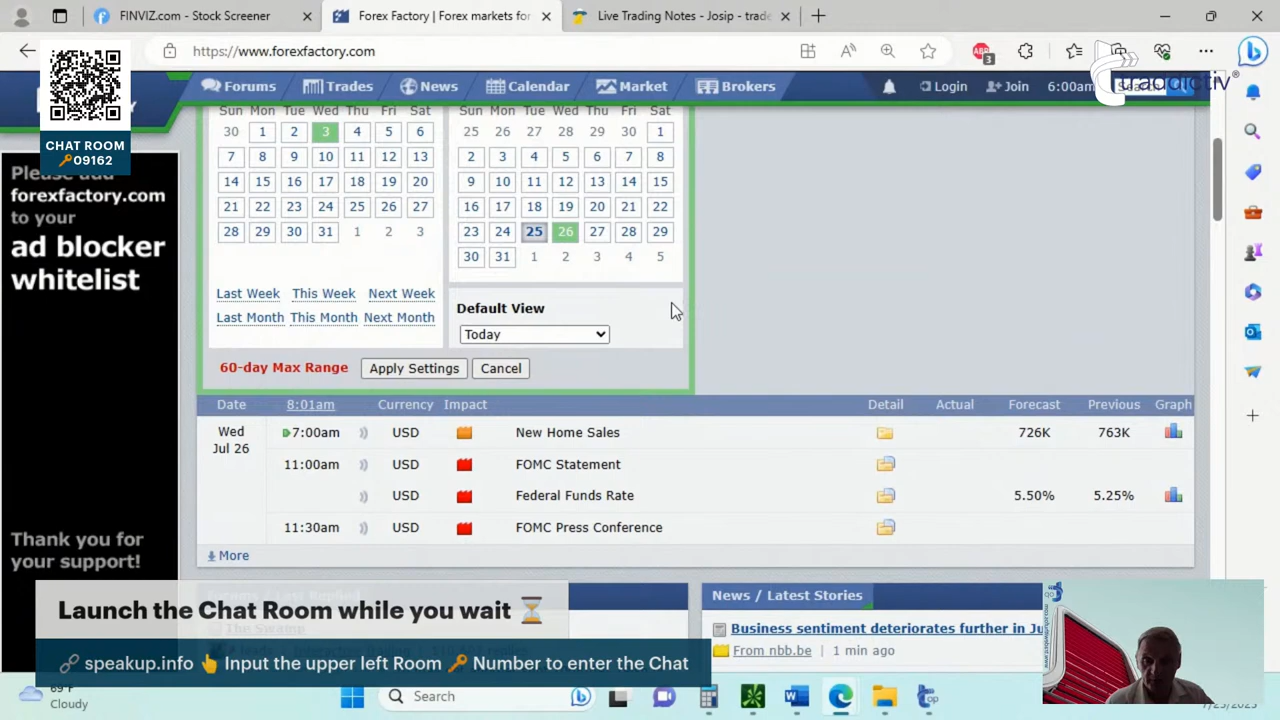 FINVIZ.com - Stock Screener
Forex Factory | Forex markets for
Live Trading Notes - Josip - trade
https://www.forexfactory.com
3
Forums
Trades
News
Calendar
Market
Brokers
Login
Join
6:00am
Search
CHAT ROOM
09162
Please add
forexfactory.com
to your
ad blocker
whitelist
Thank you for
your support!
Sun Mon Tue Wed Thu Fri Sat
30 1 2 3 4 5 6
7 8 9 10 11 12 13
14 15 16 17 18 19 20
21 22 23 24 25 26 27
28 29 30 31 1 2 3
Sun Mon Tue Wed Thu Fri Sat
25 26 27 28 29 30 1
2 3 4 5 6 7 8
9 10 11 12 13 14 15
16 17 18 19 20 21 22
23 24 25 26 27 28 29
30 31 1 2 3 4 5
Last Week This Week Next Week
Last Month This Month Next Month
Default View
Today
60-day Max Range Apply Settings Cancel
Date 8:01am Currency Impact Detail Actual Forecast Previous Graph
Wed
Jul 26
7:00am USD New Home Sales 726K 763K
11:00am USD FOMC Statement
USD Federal Funds Rate 5.50% 5.25%
11:30am USD FOMC Press Conference
More
Forums / Last Replied
The Swamp
News / Latest Stories
Business sentiment deteriorates further in Ju
From nbb.be | 1 min ago
Launch the Chat Room while you wait
speakup.info Input the upper left Room Number to enter the Chat
69°F
Cloudy
Search